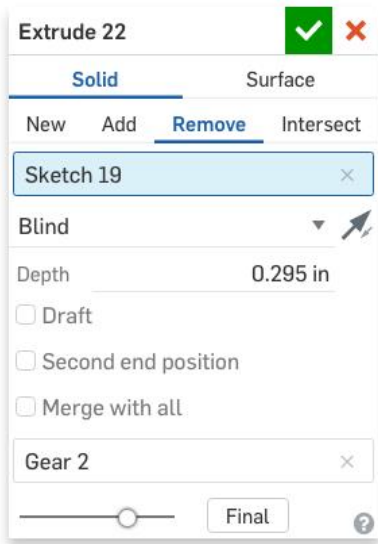 Extrude 22
Solid Surface
New Add Remove Intersect
Sketch 19
Blind
Depth 0.295 in
Draft
Second end position
Merge with all
Gear 2
Final